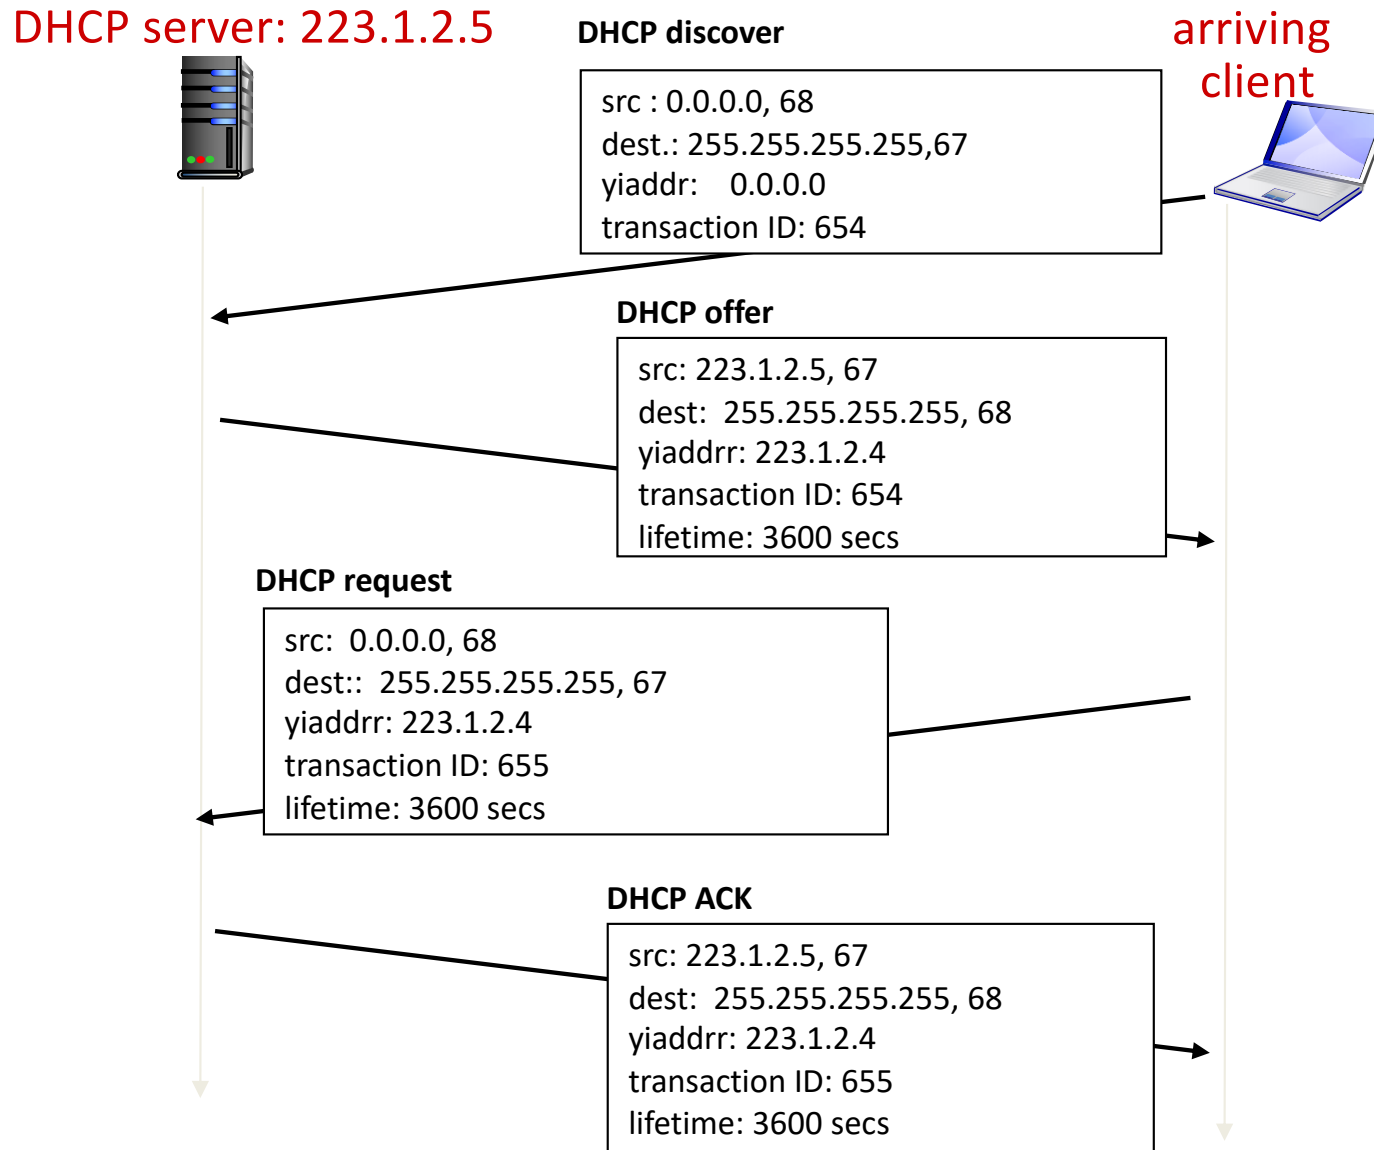 DHCP server: 223.1.2.5
arriving
client
DHCP discover
src : 0.0.0.0, 68
dest.: 255.255.255.255,67
yiaddr: 0.0.0.0
transaction ID: 654
DHCP offer
src: 223.1.2.5, 67
dest: 255.255.255.255, 68
yiaddrr: 223.1.2.4
transaction ID: 654
lifetime: 3600 secs
DHCP request
src: 0.0.0.0, 68
dest:: 255.255.255.255, 67
yiaddrr: 223.1.2.4
transaction ID: 655
lifetime: 3600 secs
DHCP ACK
src: 223.1.2.5, 67
dest: 255.255.255.255, 68
yiaddrr: 223.1.2.4
transaction ID: 655
lifetime: 3600 secs